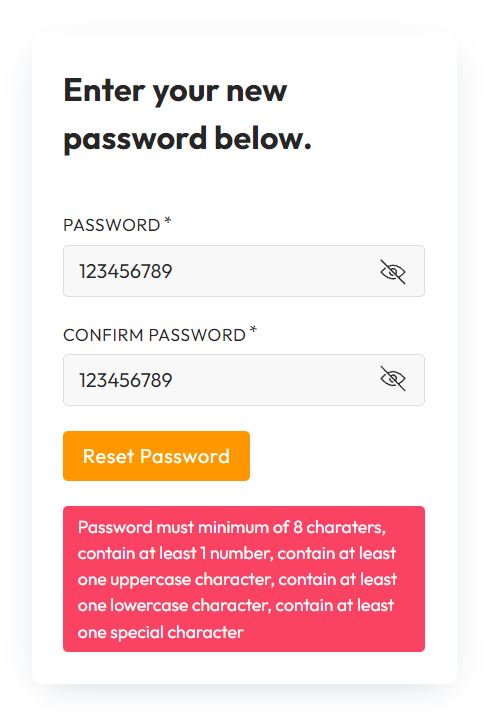 Enter your new
password below.
PASSWORD *
123456789
CONFIRM PASSWORD *
123456789
Reset Password
Password must minimum of 8 charaters,
contain at least 1 number, contain at least
one uppercase character, contain at least
one lowercase character, contain at least
one special character